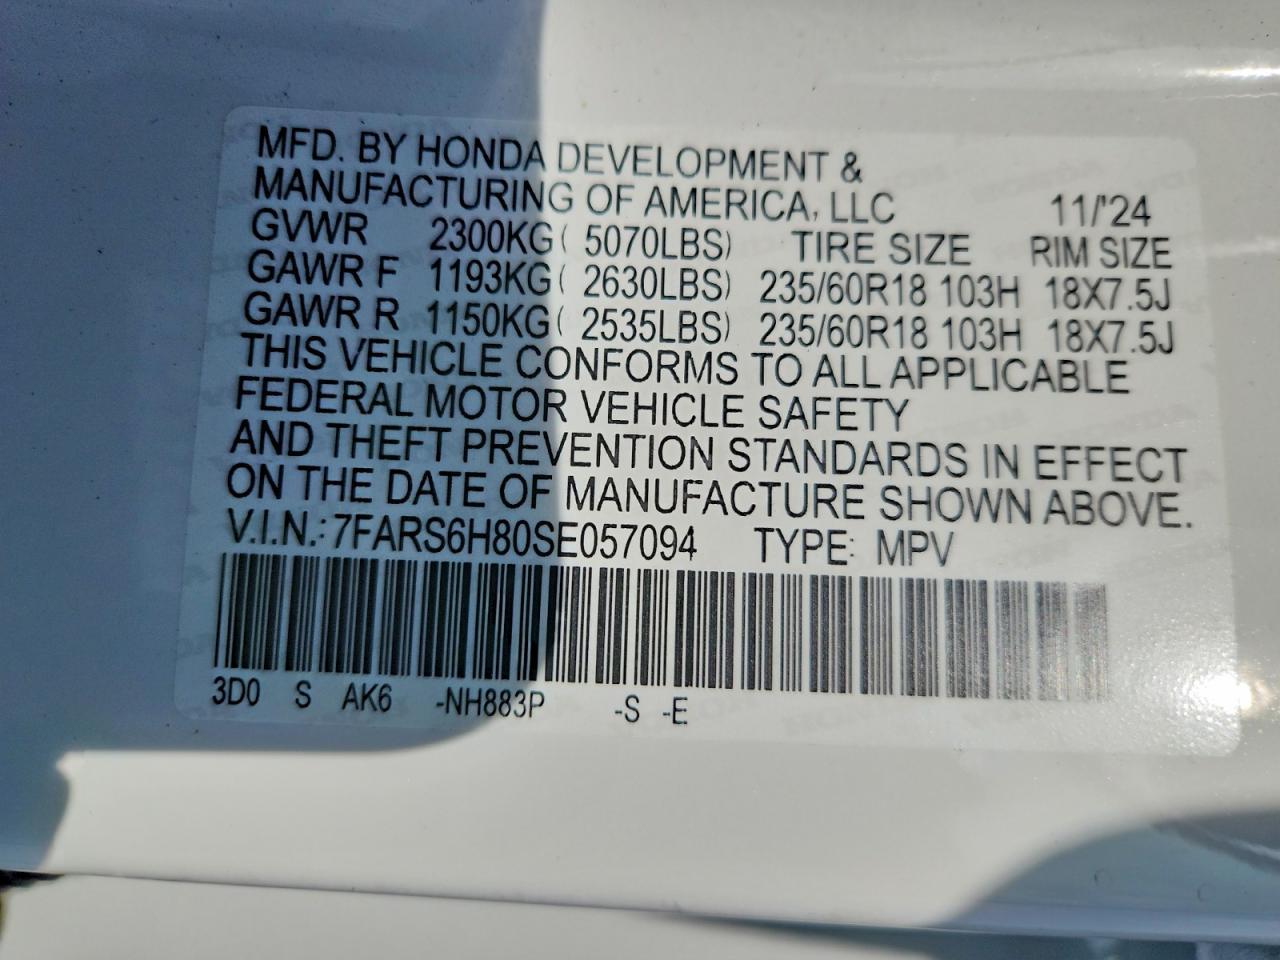 MFD. BY HONDA DEVELOPMENT &
MANUFACTURING OF AMERICA, LLC 11/'24
GVWR 2300KG( 5070LBS) TIRE SIZE RIM SIZE
GAWR F 1193KG( 2630LBS) 235/60R18 103H 18X7.5J
GAWR R 1150KG( 2535LBS) 235/60R18 103H 18X7.5J
THIS VEHICLE CONFORMS TO ALL APPLICABLE
FEDERAL MOTOR VEHICLE SAFETY
AND THEFT PREVENTION STANDARDS IN EFFECT
ON THE DATE OF MANUFACTURE SHOWN ABOVE.
V.I.N.: 7FARS6H80SE057094 TYPE: MPV
3D0 S AK6 -NH883P -S -E